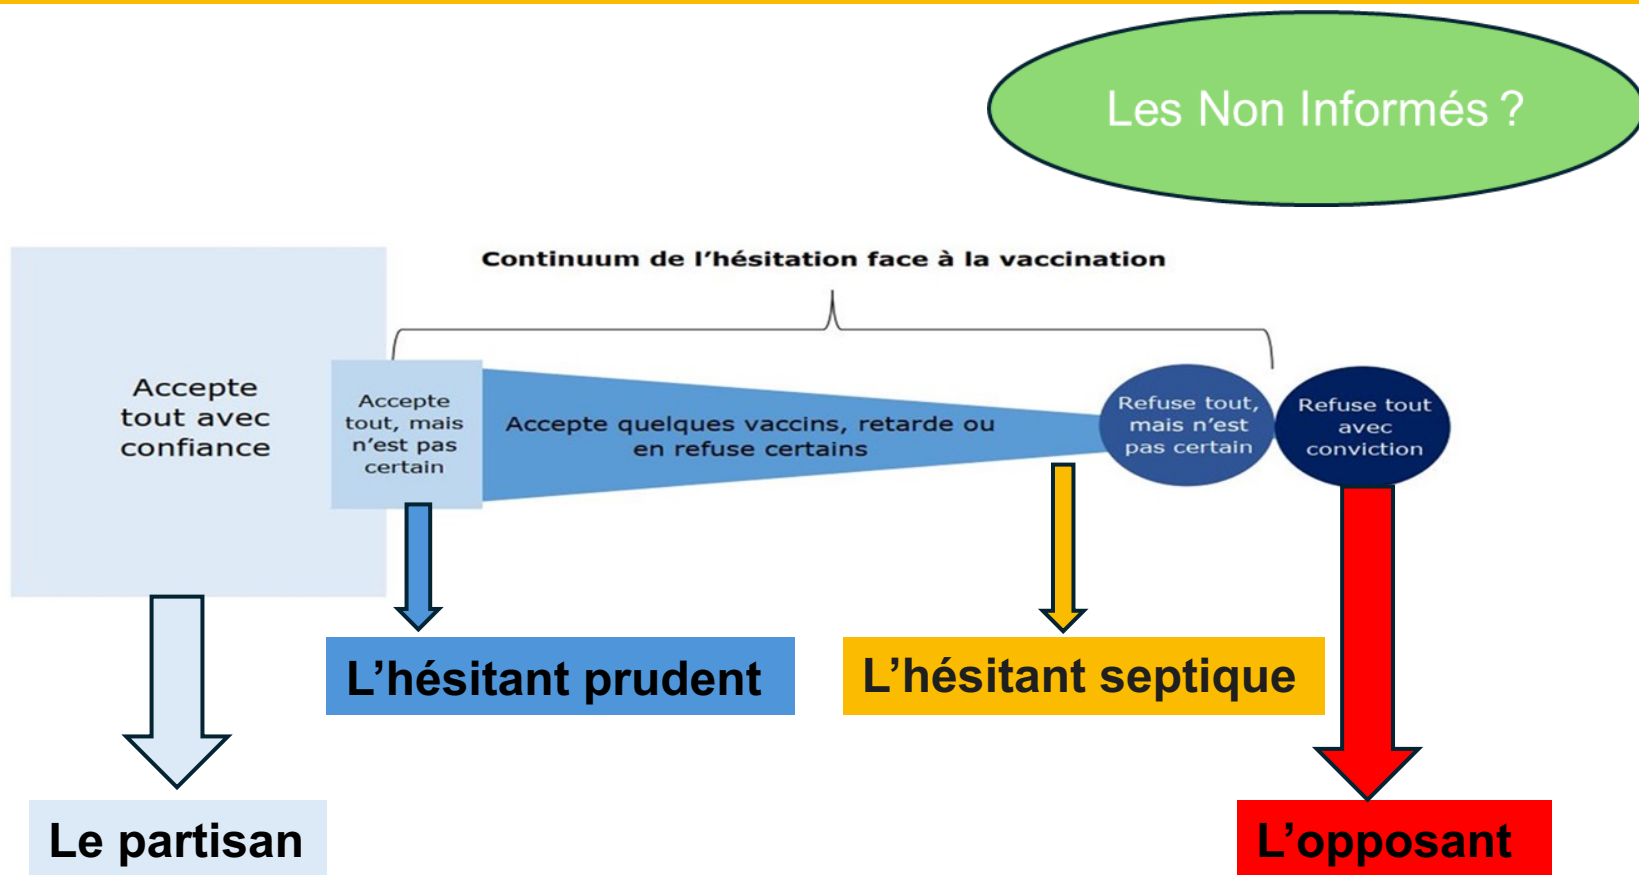 Les Non Informés ?
Continuum de l'hésitation face à la vaccination
Accepte
tout avec
confiance
Accepte
tout, mais
n'est pas
certain
Accepte quelques vaccins, retarde ou
en refuse certains
Refuse tout,
mais n'est
pas certain
Refuse tout
avec
conviction
L’hésitant prudent
L’hésitant septique
Le partisan
L’opposant